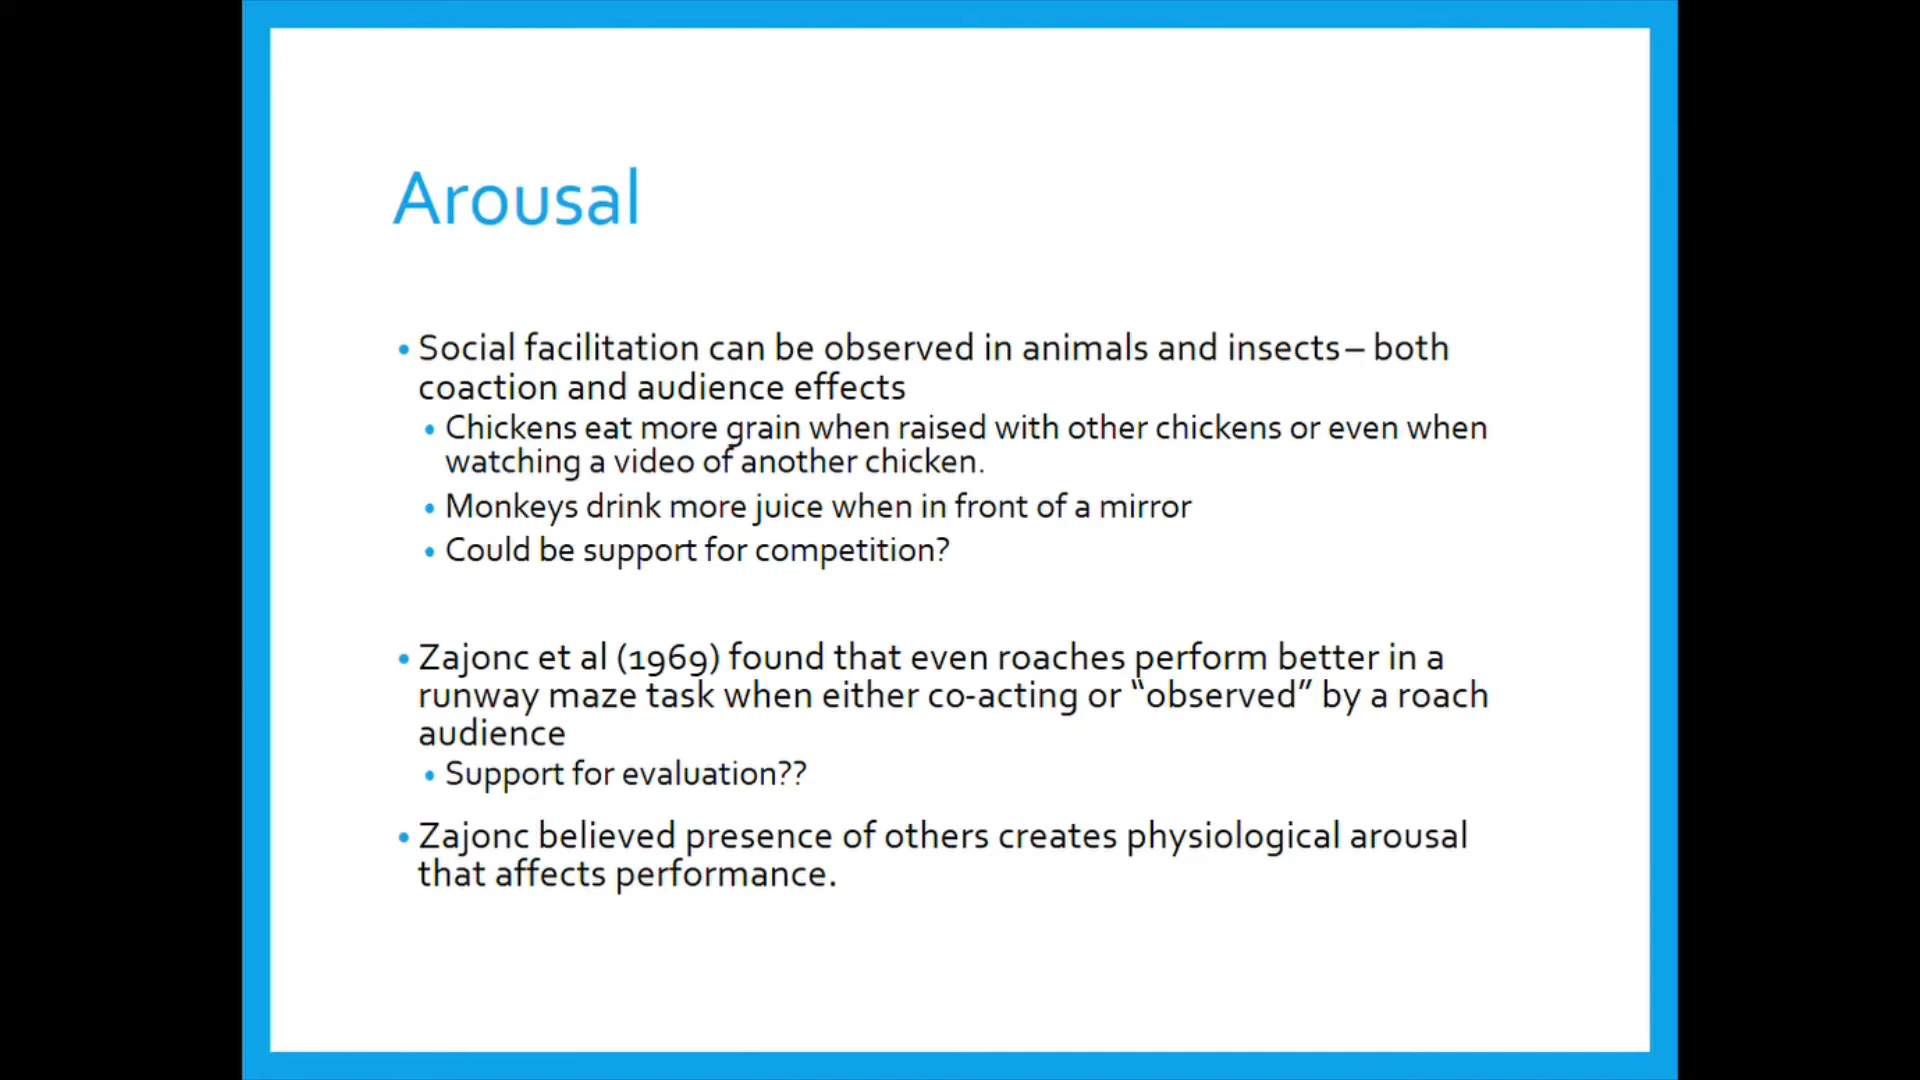 Arousal
• Social facilitation can be observed in animals and insects – both
coaction and audience effects
• Chickens eat more grain when raised with other chickens or even when
watching a video of another chicken.
• Monkeys drink more juice when in front of a mirror
• Could be support for competition?
• Zajonc et al (1969) found that even roaches perform better in a
runway maze task when either co-acting or “observed” by a roach
audience
• Support for evaluation??
• Zajonc believed presence of others creates physiological arousal
that affects performance.